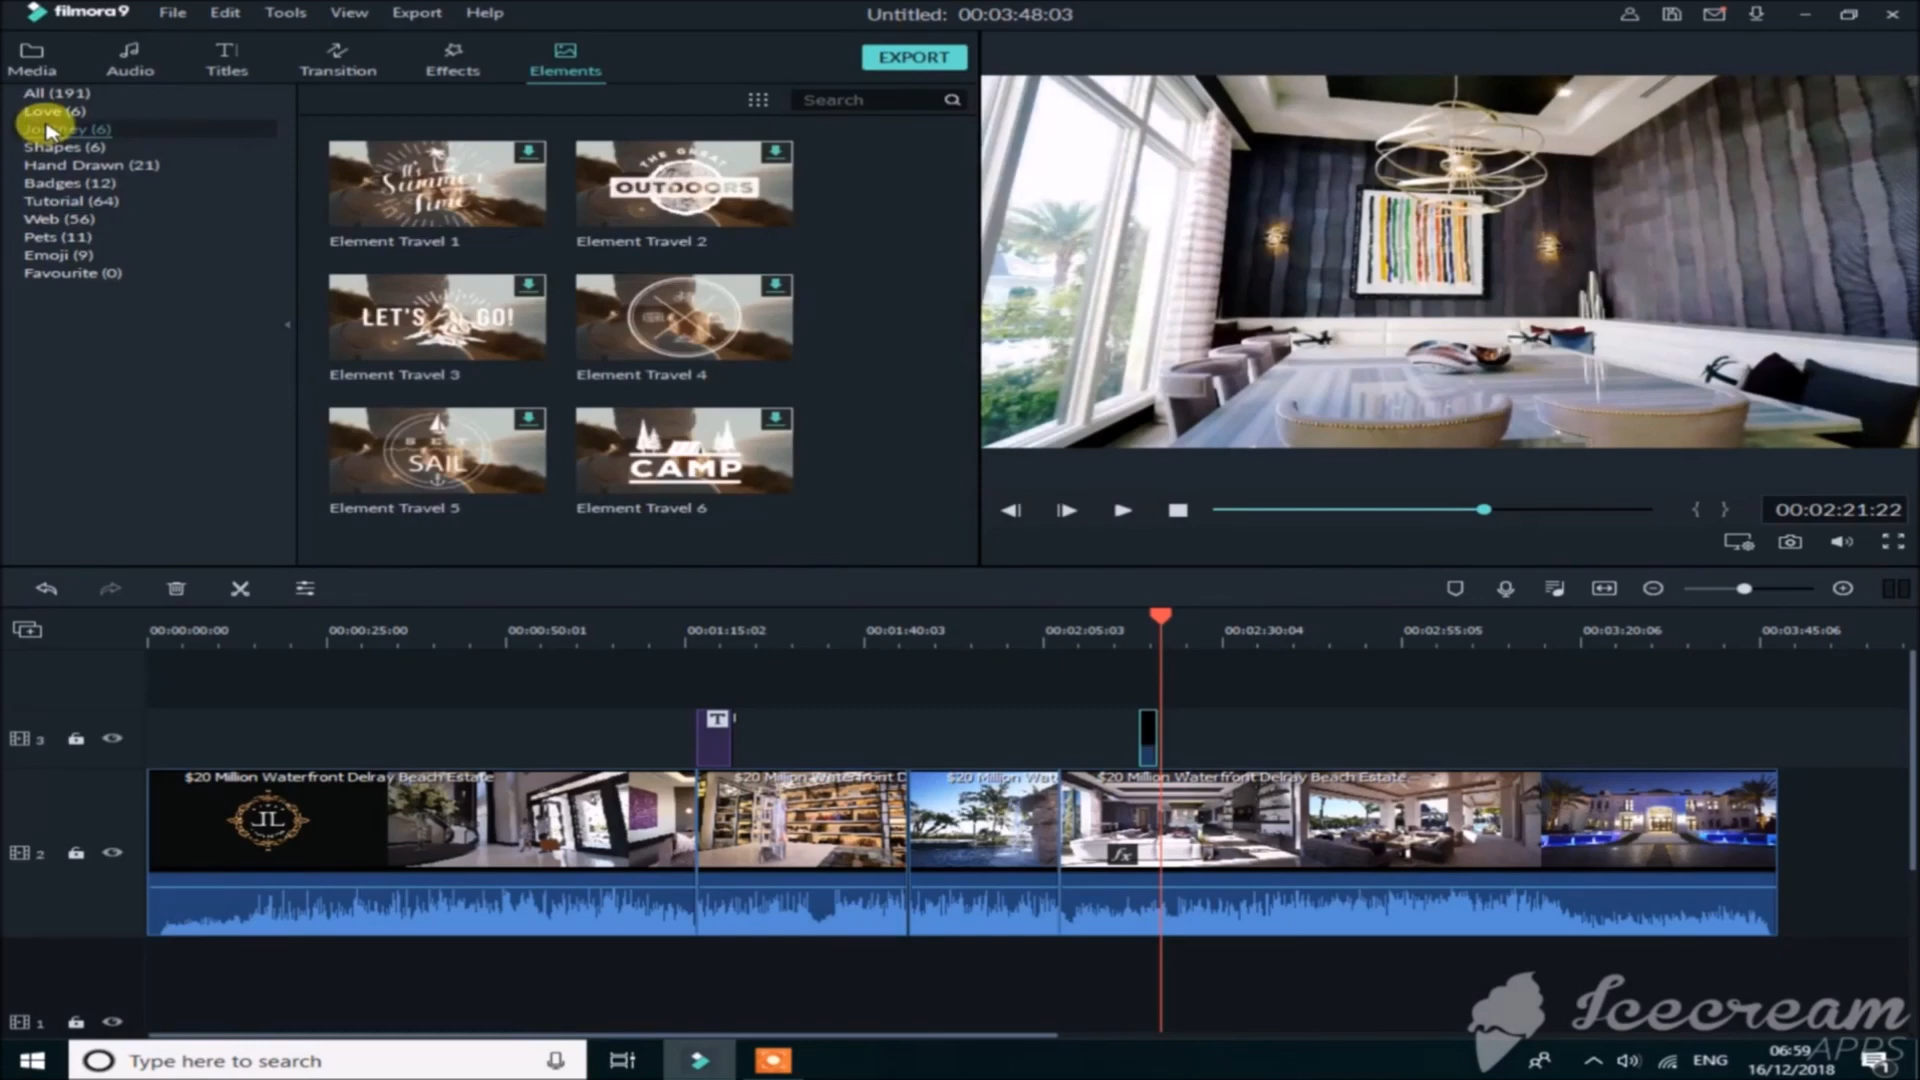 filmora9 File Edit Tools View Export Help Untitled: 00:03:48:03
Media Audio Titles Transition Effects Elements EXPORT
All (191)
Love (6)
Journey (6)
Shapes (6)
Hand Drawn (21)
Badges (12)
Tutorial (64)
Web (56)
Pets (11)
Emoji (9)
Favourite (0)
Search
It's
Summer
Time
Element Travel 1
THE GREAT
OUTDOORS
Element Travel 2
LET'S GO!
Element Travel 3
Element Travel 4
SET
SAIL
Element Travel 5
CAMP
Element Travel 6
00:02:21:22
00:00:00:00 00:00:25:00 00:00:50:01 00:01:15:02 00:01:40:03 00:02:05:03 00:02:30:04 00:02:55:05 00:03:20:06 00:03:45:06
3
T
$20 Million Waterfront Delray Beach Estate $20 Million Waterfront D $20 Million Wat $20 Million Waterfront Delray Beach Estate
fx
2
1
Icecream
APPS
Type here to search
ENG
06:59
16/12/2018
1